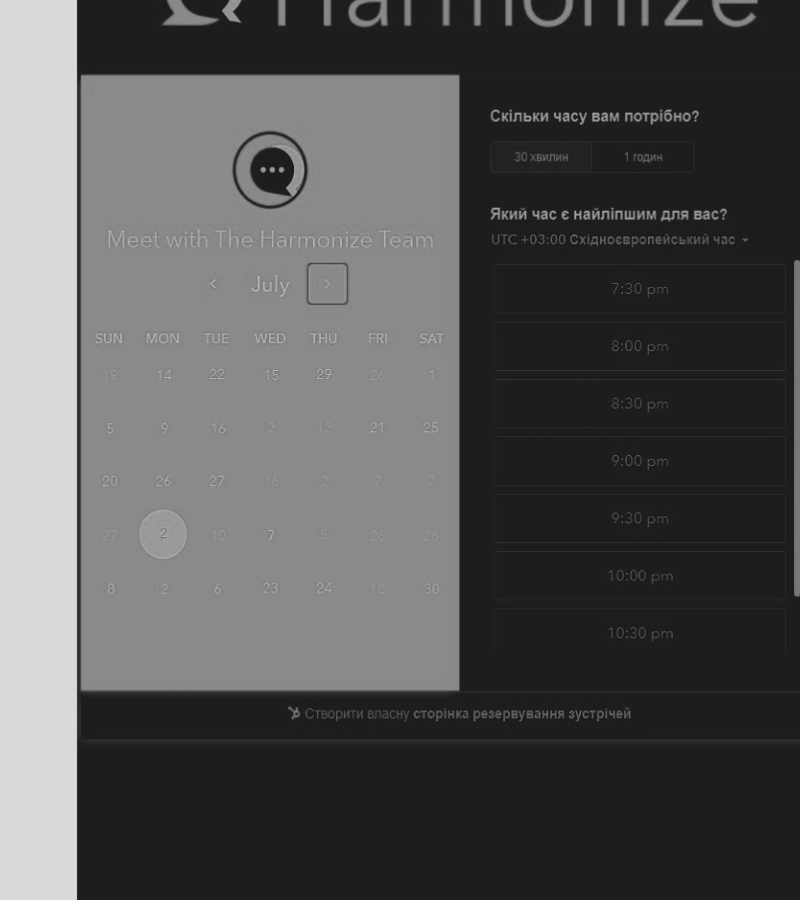 Harmonize
Meet with The Harmonize Team
July
SUN MON TUE WED THU FRI SAT
19 14 22 15 29 26 1
5 9 16 2 12 21 25
20 26 27 16 2 7 7
27 2 10 7 5 26 26
8 2 6 23 24 18 30
Скільки часу вам потрібно?
30 хвилин 1 годин
Який час є найліпшим для вас?
UTC +03:00 Східноєвропейський час
7:30 pm
8:00 pm
8:30 pm
9:00 pm
9:30 pm
10:00 pm
10:30 pm
Створити власну сторінка резервування зустрічей